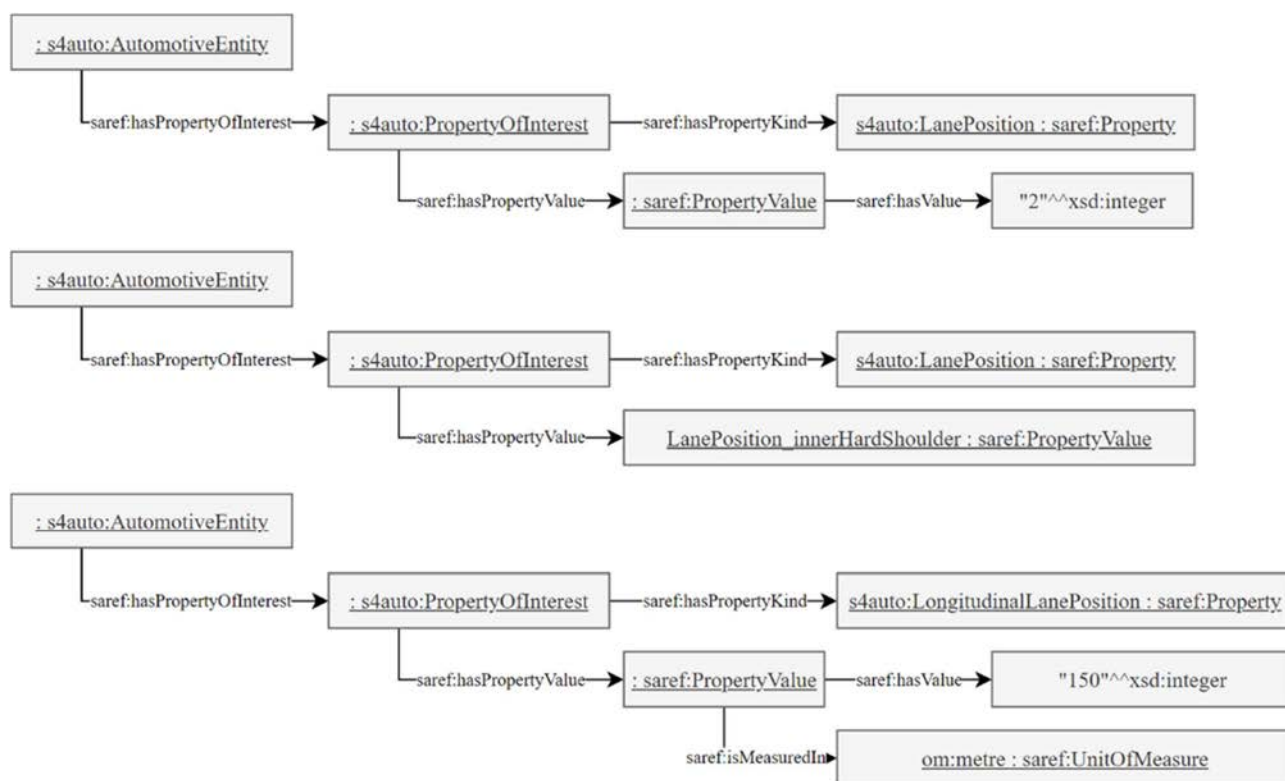 : s4auto:AutomotiveEntity
saref:hasPropertyOfInterest
: s4auto:PropertyOfInterest
saref:hasPropertyKind
s4auto:LanePosition : saref:Property
saref:hasPropertyValue
: saref:PropertyValue
saref:hasValue
"2"^^xsd:integer
: s4auto:AutomotiveEntity
saref:hasPropertyOfInterest
: s4auto:PropertyOfInterest
saref:hasPropertyKind
s4auto:LanePosition : saref:Property
saref:hasPropertyValue
LanePosition_innerHardShoulder : saref:PropertyValue
: s4auto:AutomotiveEntity
saref:hasPropertyOfInterest
: s4auto:PropertyOfInterest
saref:hasPropertyKind
s4auto:LongitudinalLanePosition : saref:Property
saref:hasPropertyValue
: saref:PropertyValue
saref:hasValue
"150"^^xsd:integer
saref:isMeasuredIn
om:metre : saref:UnitOfMeasure